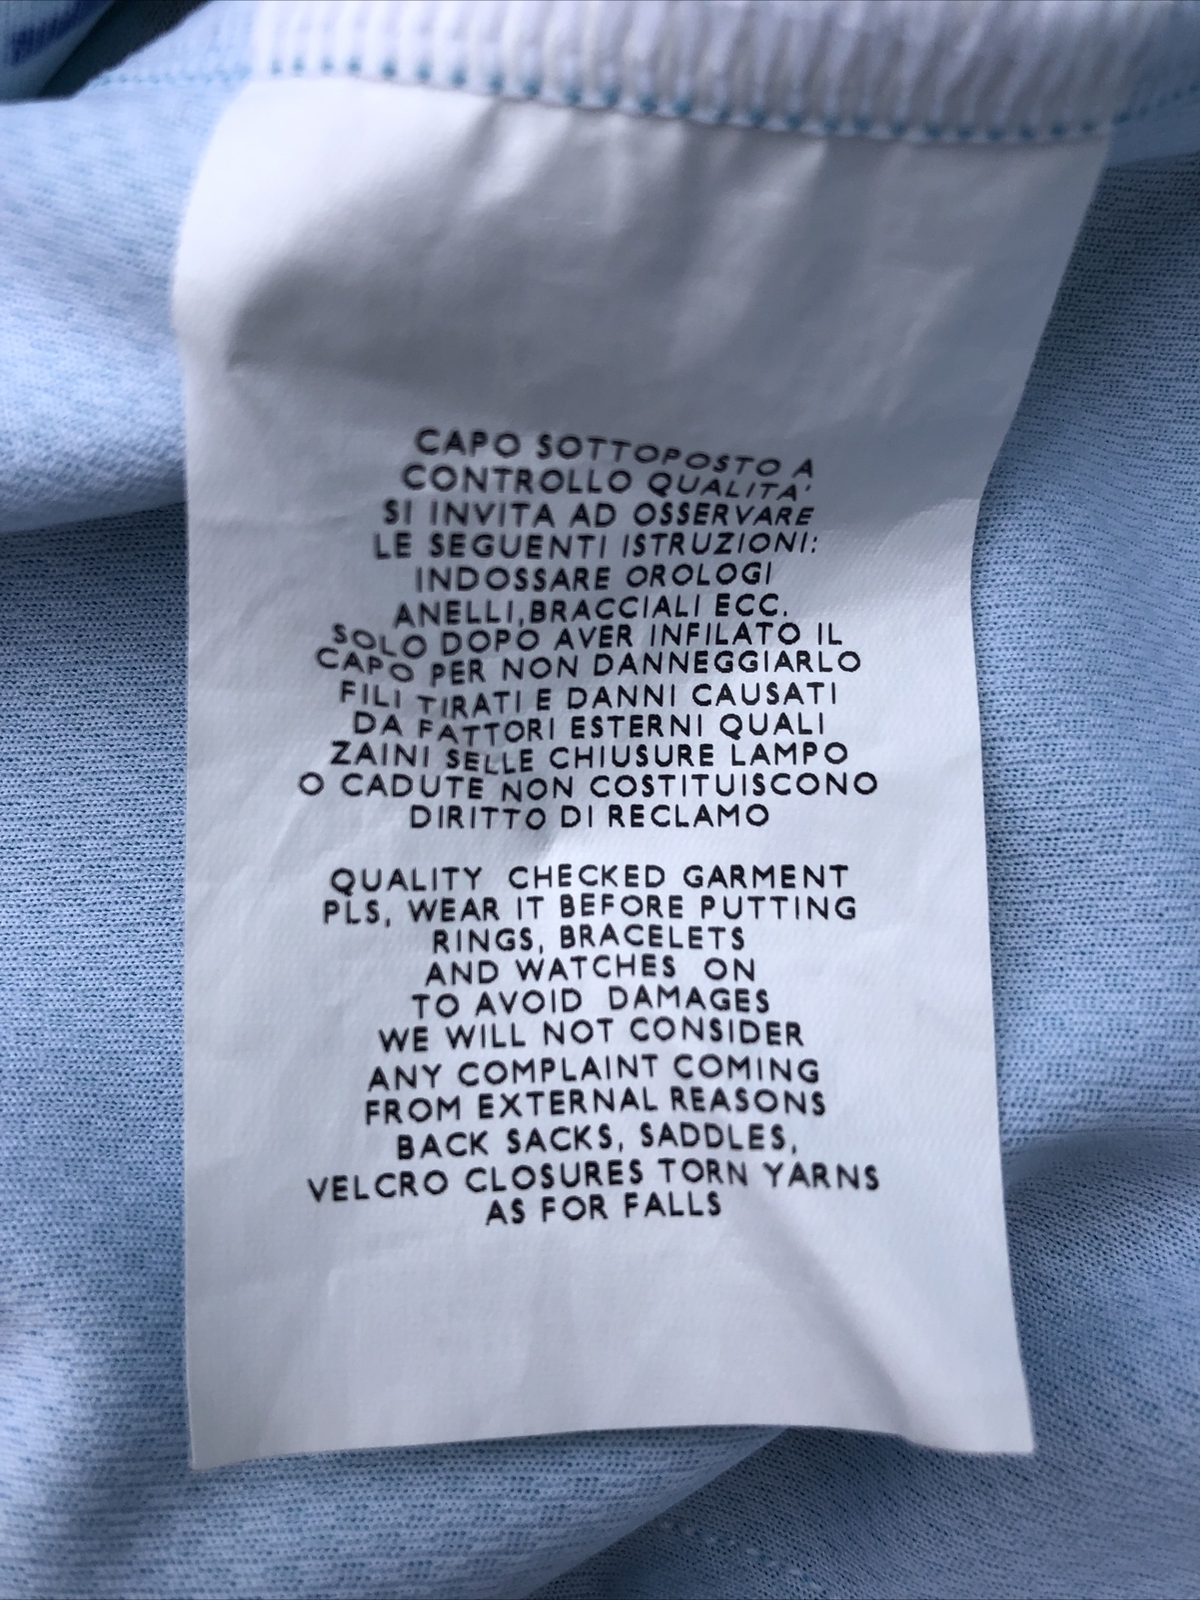 CAPO SOTTOPOSTO A
CONTROLLO QUALITA'
SI INVITA AD OSSERVARE
LE SEGUENTI ISTRUZIONI:
INDOSSARE OROLOGI
ANELLI,BRACCIALI ECC.
SOLO DOPO AVER INFILATO IL
CAPO PER NON DANNEGGIARLO
FILI TIRATI E DANNI CAUSATI
DA FATTORI ESTERNI QUALI
ZAINI SELLE CHIUSURE LAMPO
O CADUTE NON COSTITUISCONO
DIRITTO DI RECLAMO
QUALITY CHECKED GARMENT
PLS, WEAR IT BEFORE PUTTING
RINGS, BRACELETS
AND WATCHES ON
TO AVOID DAMAGES
WE WILL NOT CONSIDER
ANY COMPLAINT COMING
FROM EXTERNAL REASONS
BACK SACKS, SADDLES,
VELCRO CLOSURES TORN YARNS
AS FOR FALLS